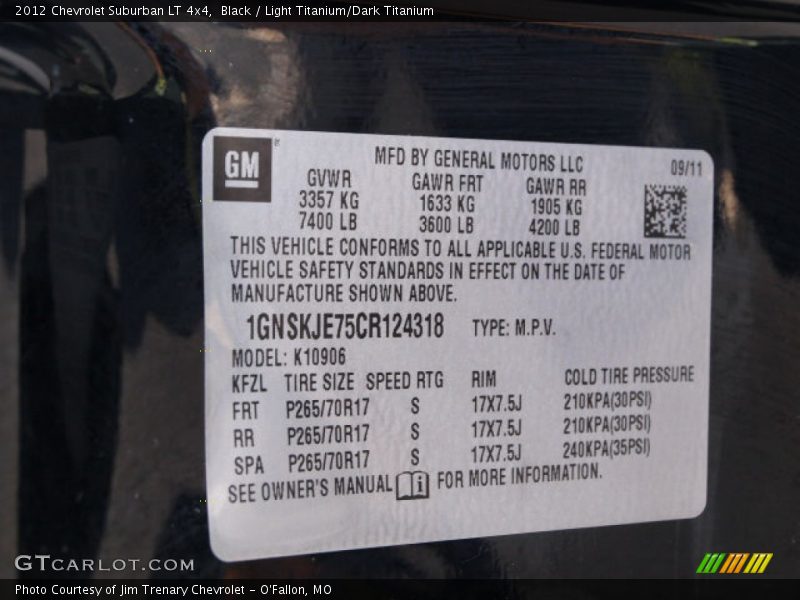 2012 Chevrolet Suburban LT 4x4,  Black / Light Titanium/Dark Titanium
GM
MFD BY GENERAL MOTORS LLC 09/11
GVWR GAWR FRT GAWR RR
3357 KG 1633 KG 1905 KG
7400 LB 3600 LB 4200 LB
THIS VEHICLE CONFORMS TO ALL APPLICABLE U.S. FEDERAL MOTOR
VEHICLE SAFETY STANDARDS IN EFFECT ON THE DATE OF
MANUFACTURE SHOWN ABOVE.
1GNSKJE75CR124318 TYPE: M.P.V.
MODEL: K10906
KFZL TIRE SIZE SPEED RTG RIM COLD TIRE PRESSURE
FRT P265/70R17 S 17X7.5J 210KPA(30PSI)
RR P265/70R17 S 17X7.5J 210KPA(30PSI)
SPA P265/70R17 S 17X7.5J 240KPA(35PSI)
SEE OWNER'S MANUAL i FOR MORE INFORMATION.
GTCARLOT.COM
Photo Courtesy of Jim Trenary Chevrolet - O'Fallon, MO